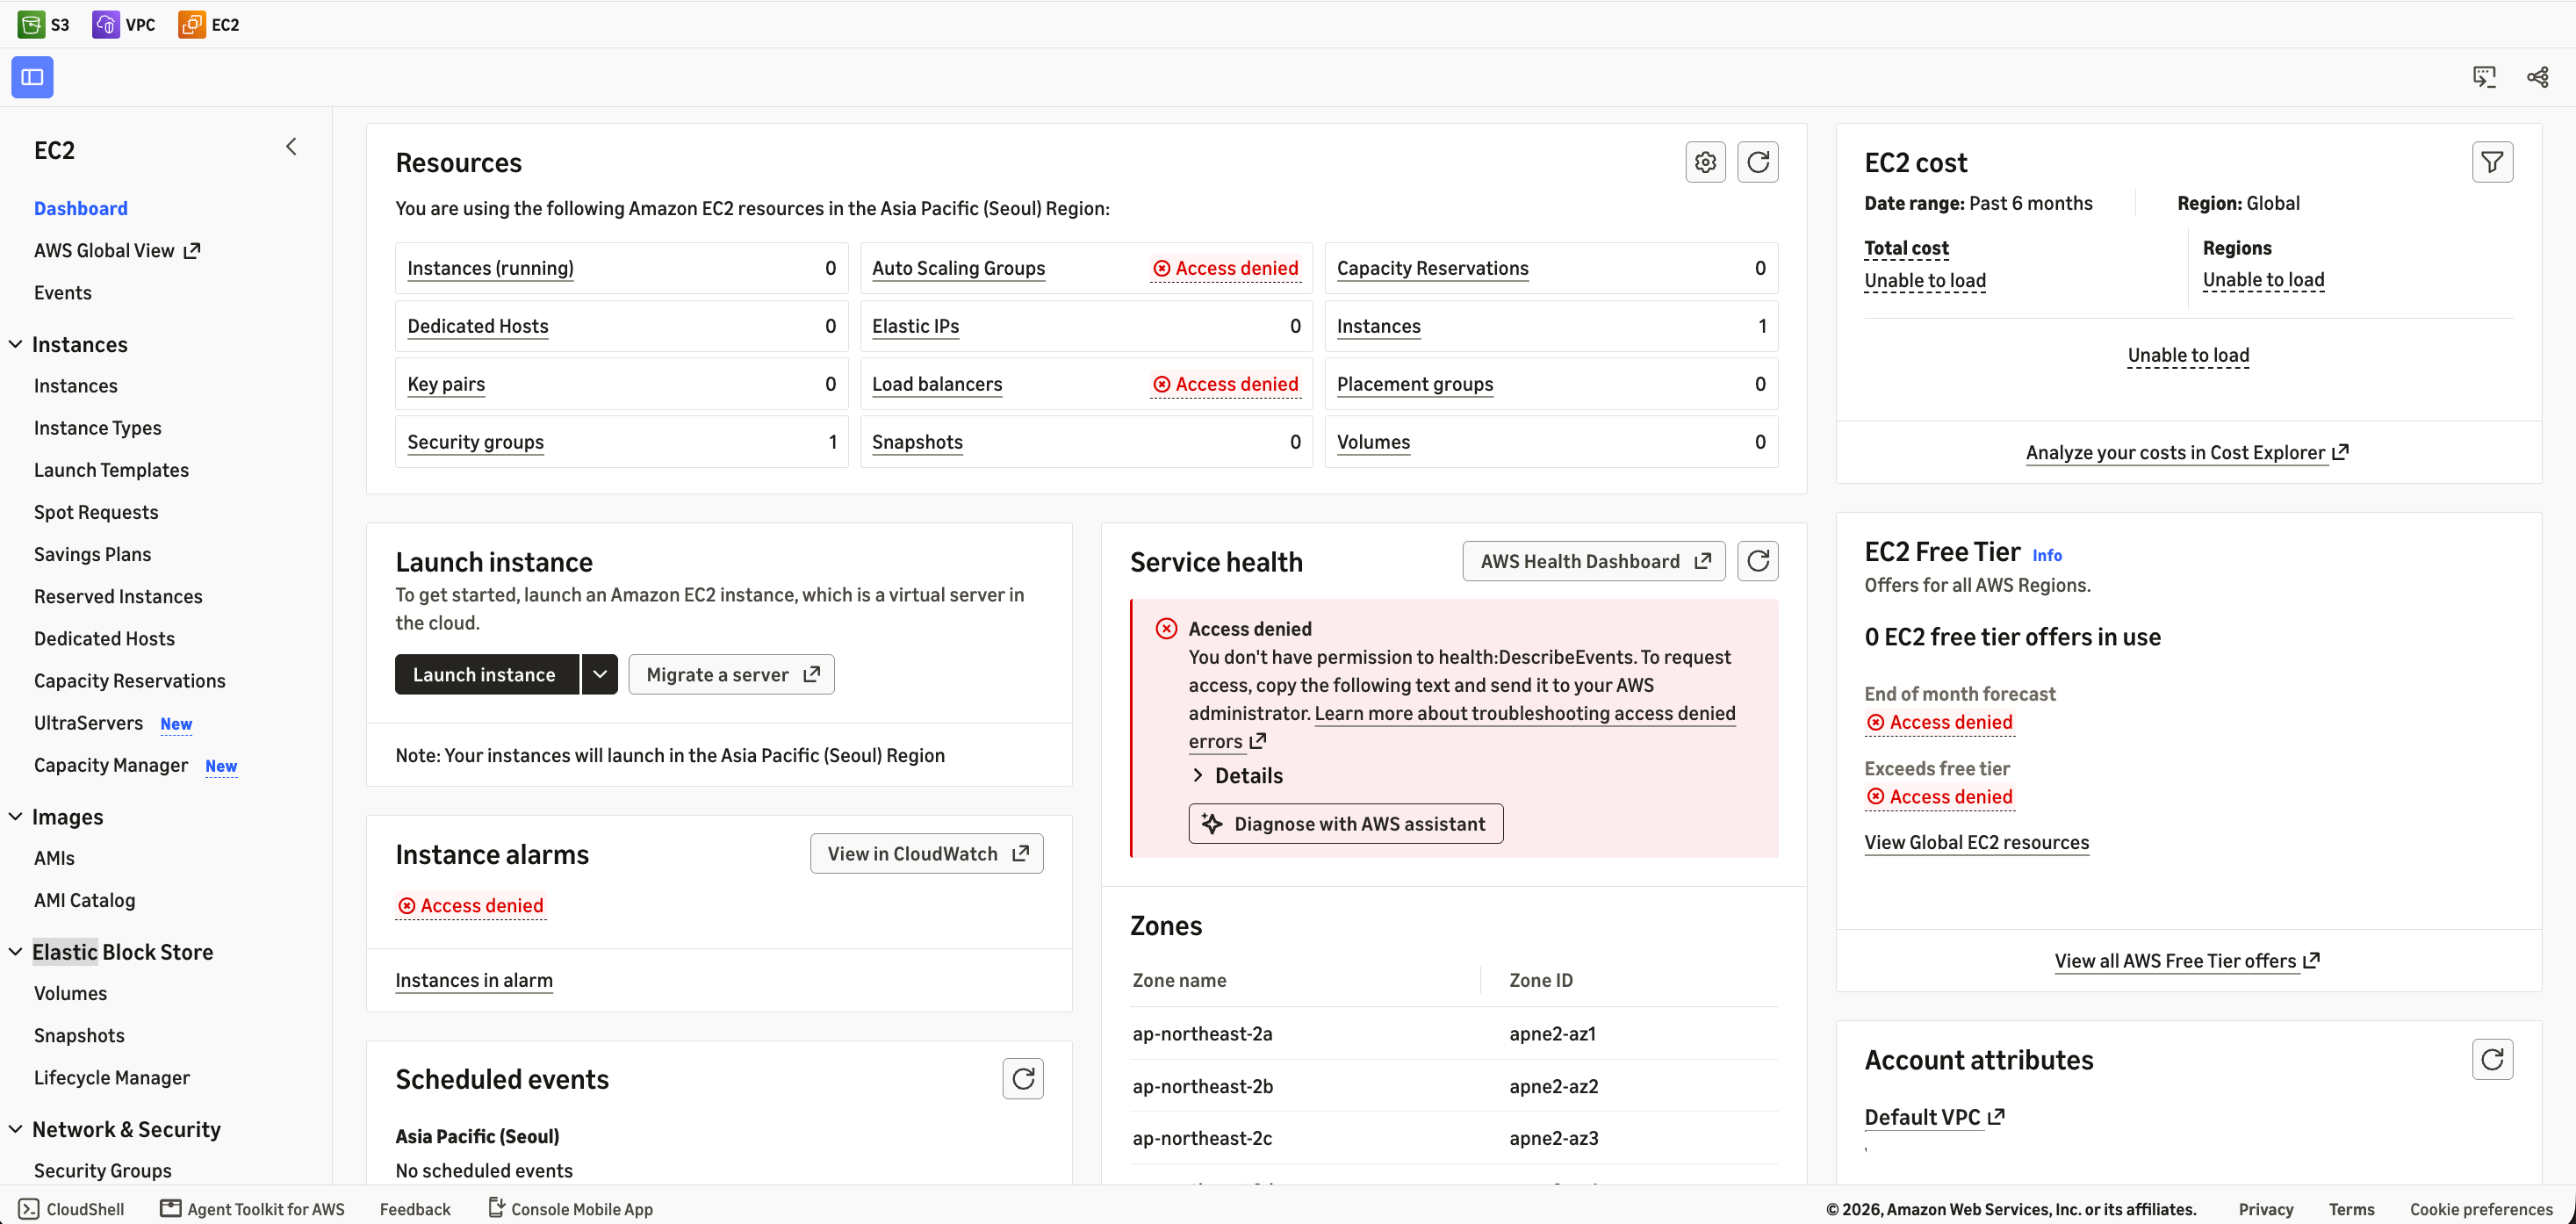 S3 VPC EC2
EC2
Dashboard
AWS Global View
Events
Instances
Instances
Instance Types
Launch Templates
Spot Requests
Savings Plans
Reserved Instances
Dedicated Hosts
Capacity Reservations
UltraServers New
Capacity Manager New
Images
AMIs
AMI Catalog
Elastic Block Store
Volumes
Snapshots
Lifecycle Manager
Network & Security
Security Groups
Resources
You are using the following Amazon EC2 resources in the Asia Pacific (Seoul) Region:
Instances (running) 0 Auto Scaling Groups Access denied Capacity Reservations 0
Dedicated Hosts 0 Elastic IPs 0 Instances 1
Key pairs 0 Load balancers Access denied Placement groups 0
Security groups 1 Snapshots 0 Volumes 0
Launch instance
To get started, launch an Amazon EC2 instance, which is a virtual server in
the cloud.
Launch instance Migrate a server
Note: Your instances will launch in the Asia Pacific (Seoul) Region
Instance alarms View in CloudWatch
Access denied
Instances in alarm
Scheduled events
Asia Pacific (Seoul)
No scheduled events
Service health AWS Health Dashboard
Access denied
You don't have permission to health:DescribeEvents. To request
access, copy the following text and send it to your AWS
administrator. Learn more about troubleshooting access denied
errors
Details
Diagnose with AWS assistant
Zones
Zone name Zone ID
ap-northeast-2a apne2-az1
ap-northeast-2b apne2-az2
ap-northeast-2c apne2-az3
EC2 cost
Date range: Past 6 months Region: Global
Total cost Regions
Unable to load Unable to load
Unable to load
Analyze your costs in Cost Explorer
EC2 Free Tier Info
Offers for all AWS Regions.
0 EC2 free tier offers in use
End of month forecast
Access denied
Exceeds free tier
Access denied
View Global EC2 resources
View all AWS Free Tier offers
Account attributes
Default VPC
CloudShell Agent Toolkit for AWS Feedback Console Mobile App © 2026, Amazon Web Services, Inc. or its affiliates. Privacy Terms Cookie preferences